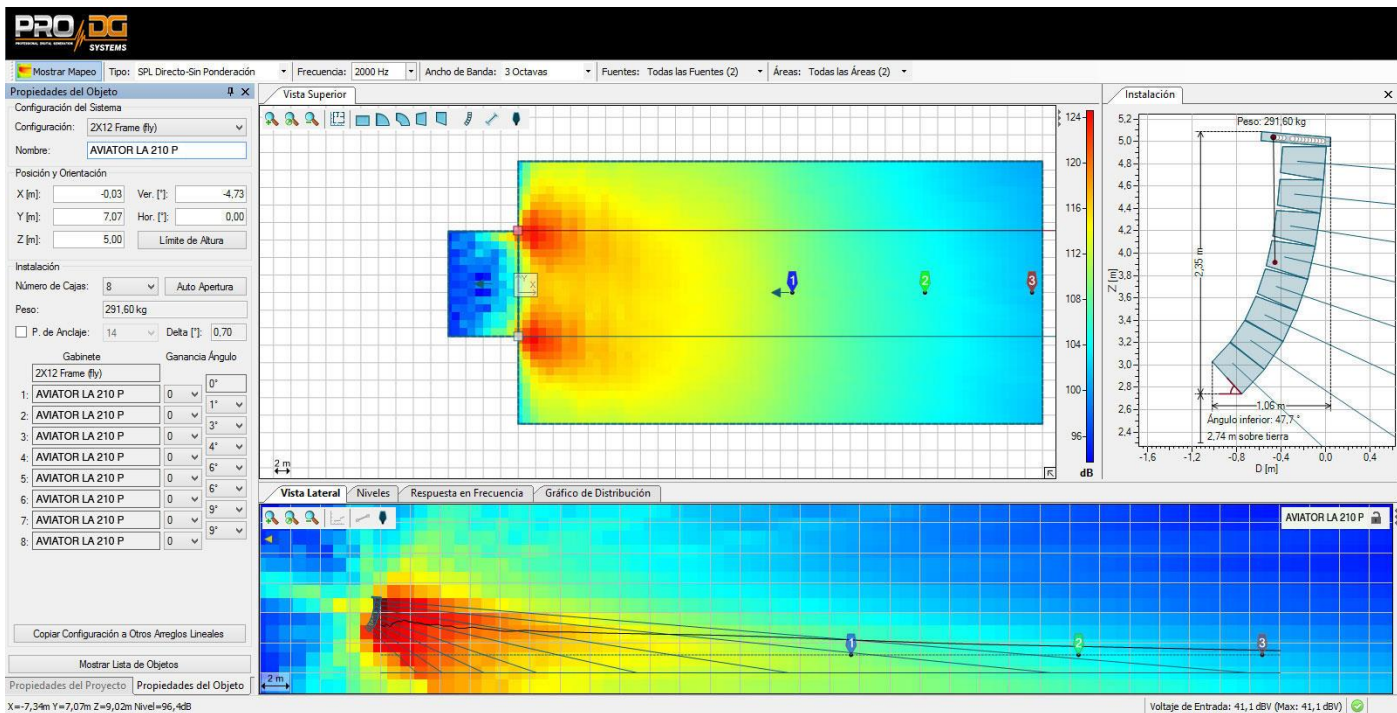 PRO DG
PROFESSIONAL DIGITAL GENERATION
SYSTEMS
Mostrar Mapeo Tipo: SPL Directo-Sin Ponderación Frecuencia: 2000 Hz Ancho de Banda: 3 Octavas Fuentes: Todas las Fuentes (2) Áreas: Todas las Áreas (2)
Propiedades del Objeto
Configuración del Sistema
Configuración: 2X12 Frame (fly)
Nombre: AVIATOR LA 210 P
Posición y Orientación
X [m]: -0,03 Ver. [°]: -4,73
Y [m]: 7,07 Hor. [°]: 0,00
Z [m]: 5,00 Límite de Altura
Instalación
Número de Cajas: 8 Auto Apertura
Peso: 291,60 kg
P. de Anclaje: 14 Delta [°]: 0,70
Gabinete Ganancia Ángulo
2X12 Frame (fly)
0°
1: AVIATOR LA 210 P 0
1°
2: AVIATOR LA 210 P 0
3°
3: AVIATOR LA 210 P 0
4°
4: AVIATOR LA 210 P 0
6°
5: AVIATOR LA 210 P 0
6°
6: AVIATOR LA 210 P 0
9°
7: AVIATOR LA 210 P 0
9°
8: AVIATOR LA 210 P 0
Copiar Configuración a Otros Arreglos Lineales
Mostrar Lista de Objetos
Propiedades del Proyecto Propiedades del Objeto
Vista Superior
Y
X
1
2
3
2 m
124
120
116
112
108
104
100
96
dB
Instalación
Peso: 291,60 kg
5,2
5,0
4,8
4,6
4,4
4,2
4,0
3,8
3,6
3,4
3,2
3,0
2,8
2,6
2,4
Z [m]
2,35 m
1,06 m
Ángulo inferior: 47,7 °
2,74 m sobre tierra
-1,6 -1,2 -0,8 -0,4 0,0 0,4
D [m]
Vista Lateral Niveles Respuesta en Frecuencia Gráfico de Distribución
AVIATOR LA 210 P
1
2
3
2 m
X=-7,34m Y=7,07m Z=9,02m Nivel=96,4dB
Voltaje de Entrada: 41,1 dBV (Max: 41,1 dBV)